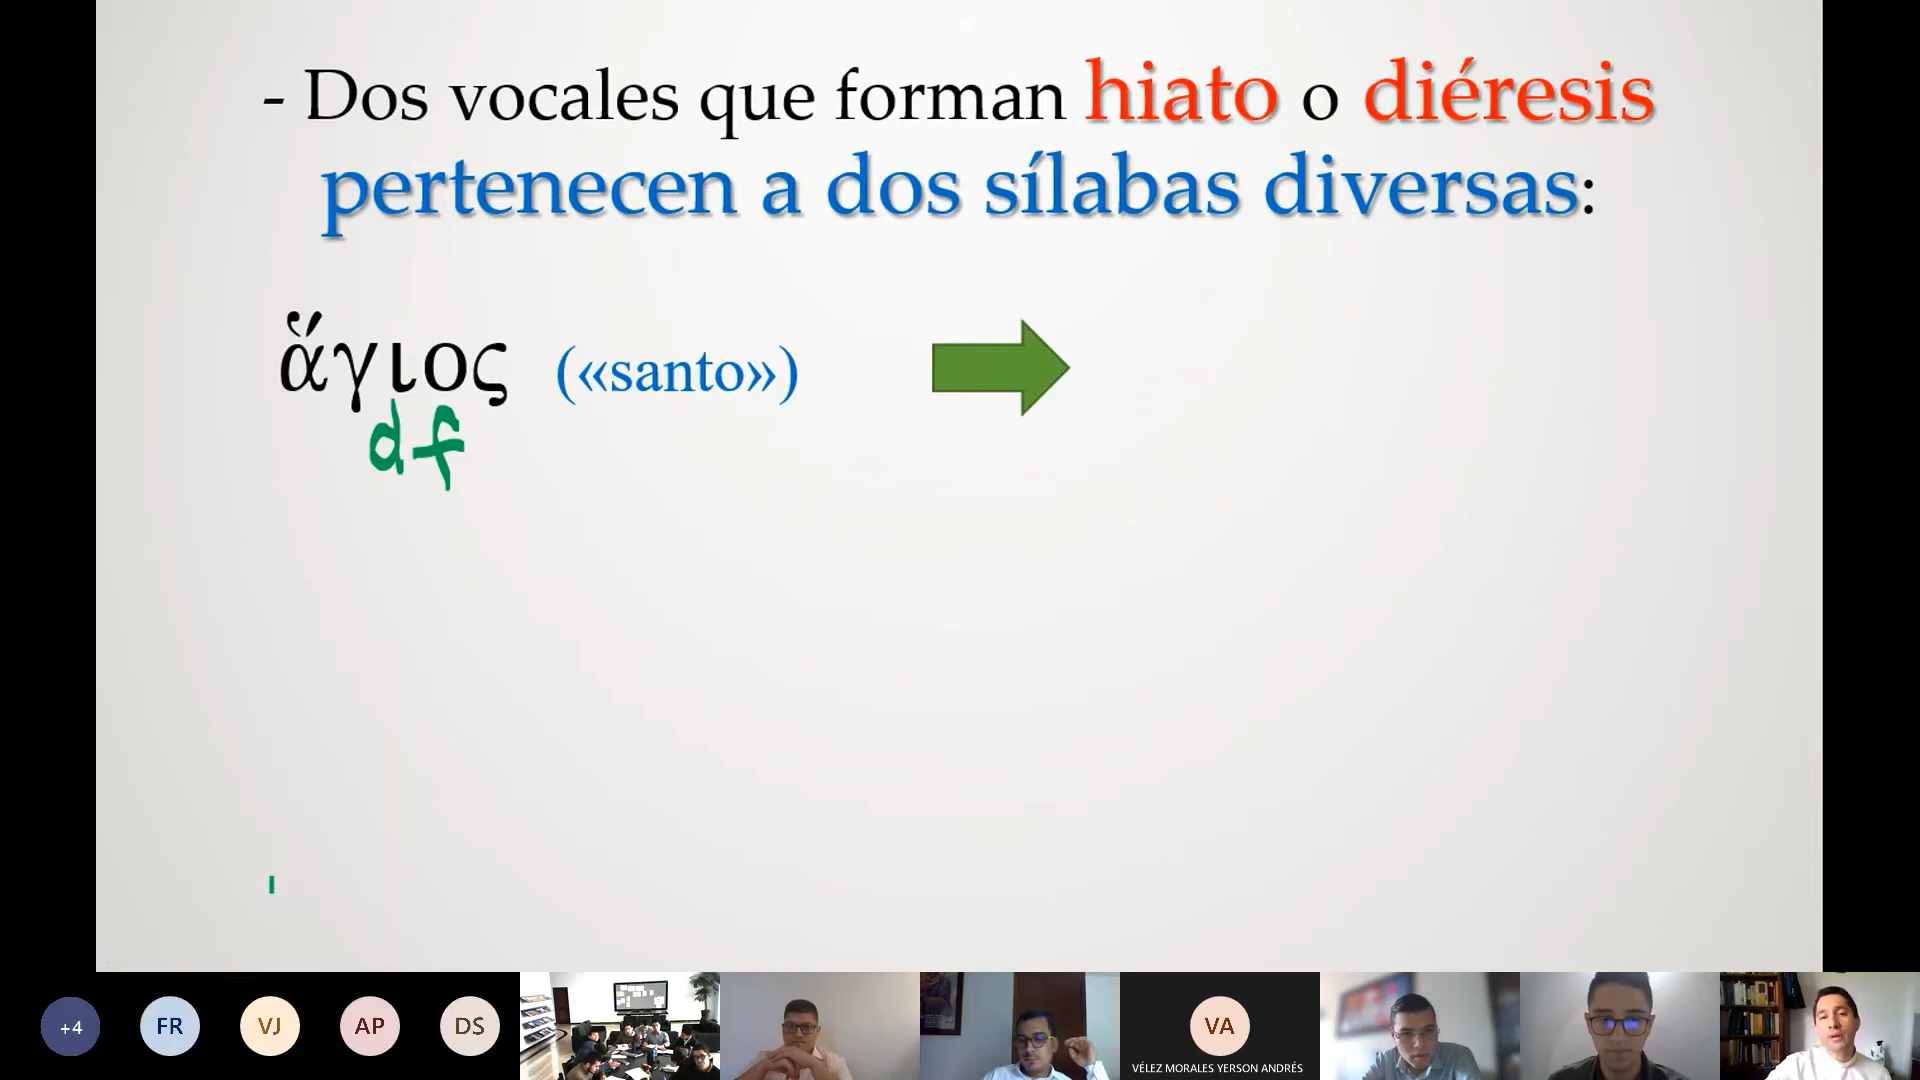 - Dos vocales que forman hiato o diéresis
pertenecen a dos sílabas diversas:
ἅγιος («santo»)
df
+4 FR VJ AP DS VA
VÉLEZ MORALES YERSON ANDRÉS